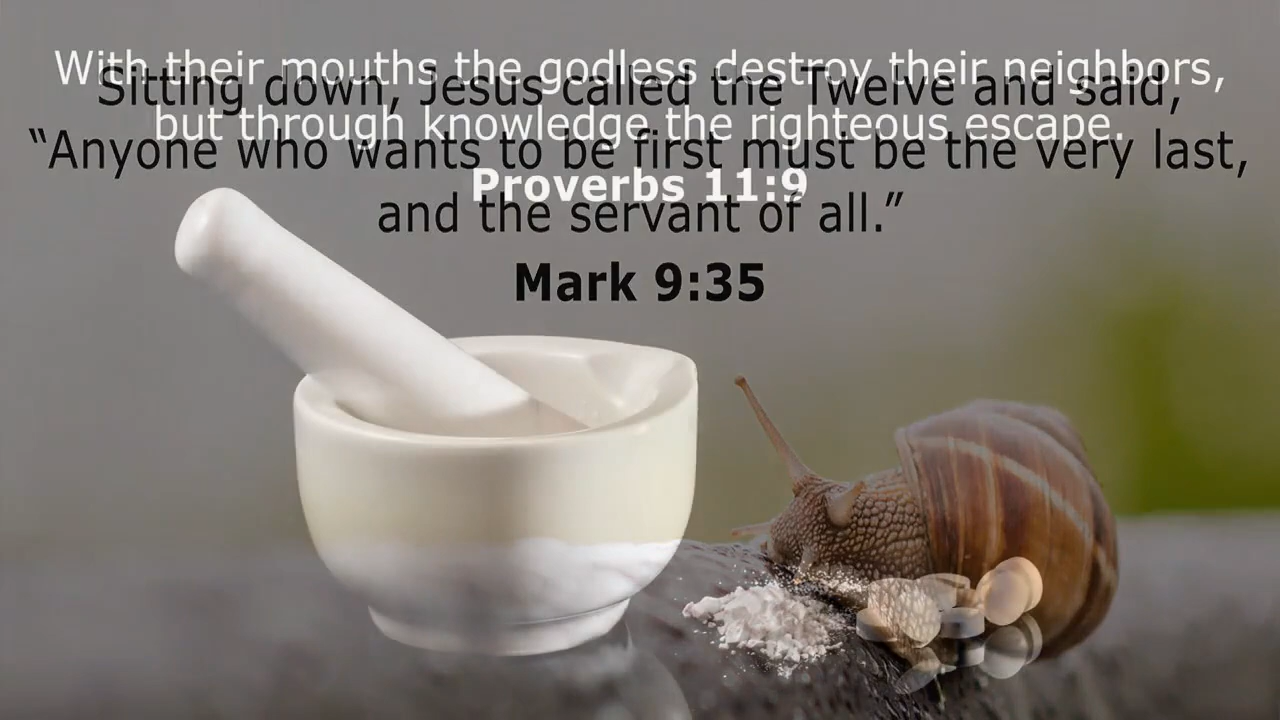 With their mouths the godless destroy their neighbors,
but through knowledge the righteous escape.
Proverbs 11:9
Sitting down, Jesus called the Twelve and said,
“Anyone who wants to be first must be the very last,
and the servant of all.”
Mark 9:35